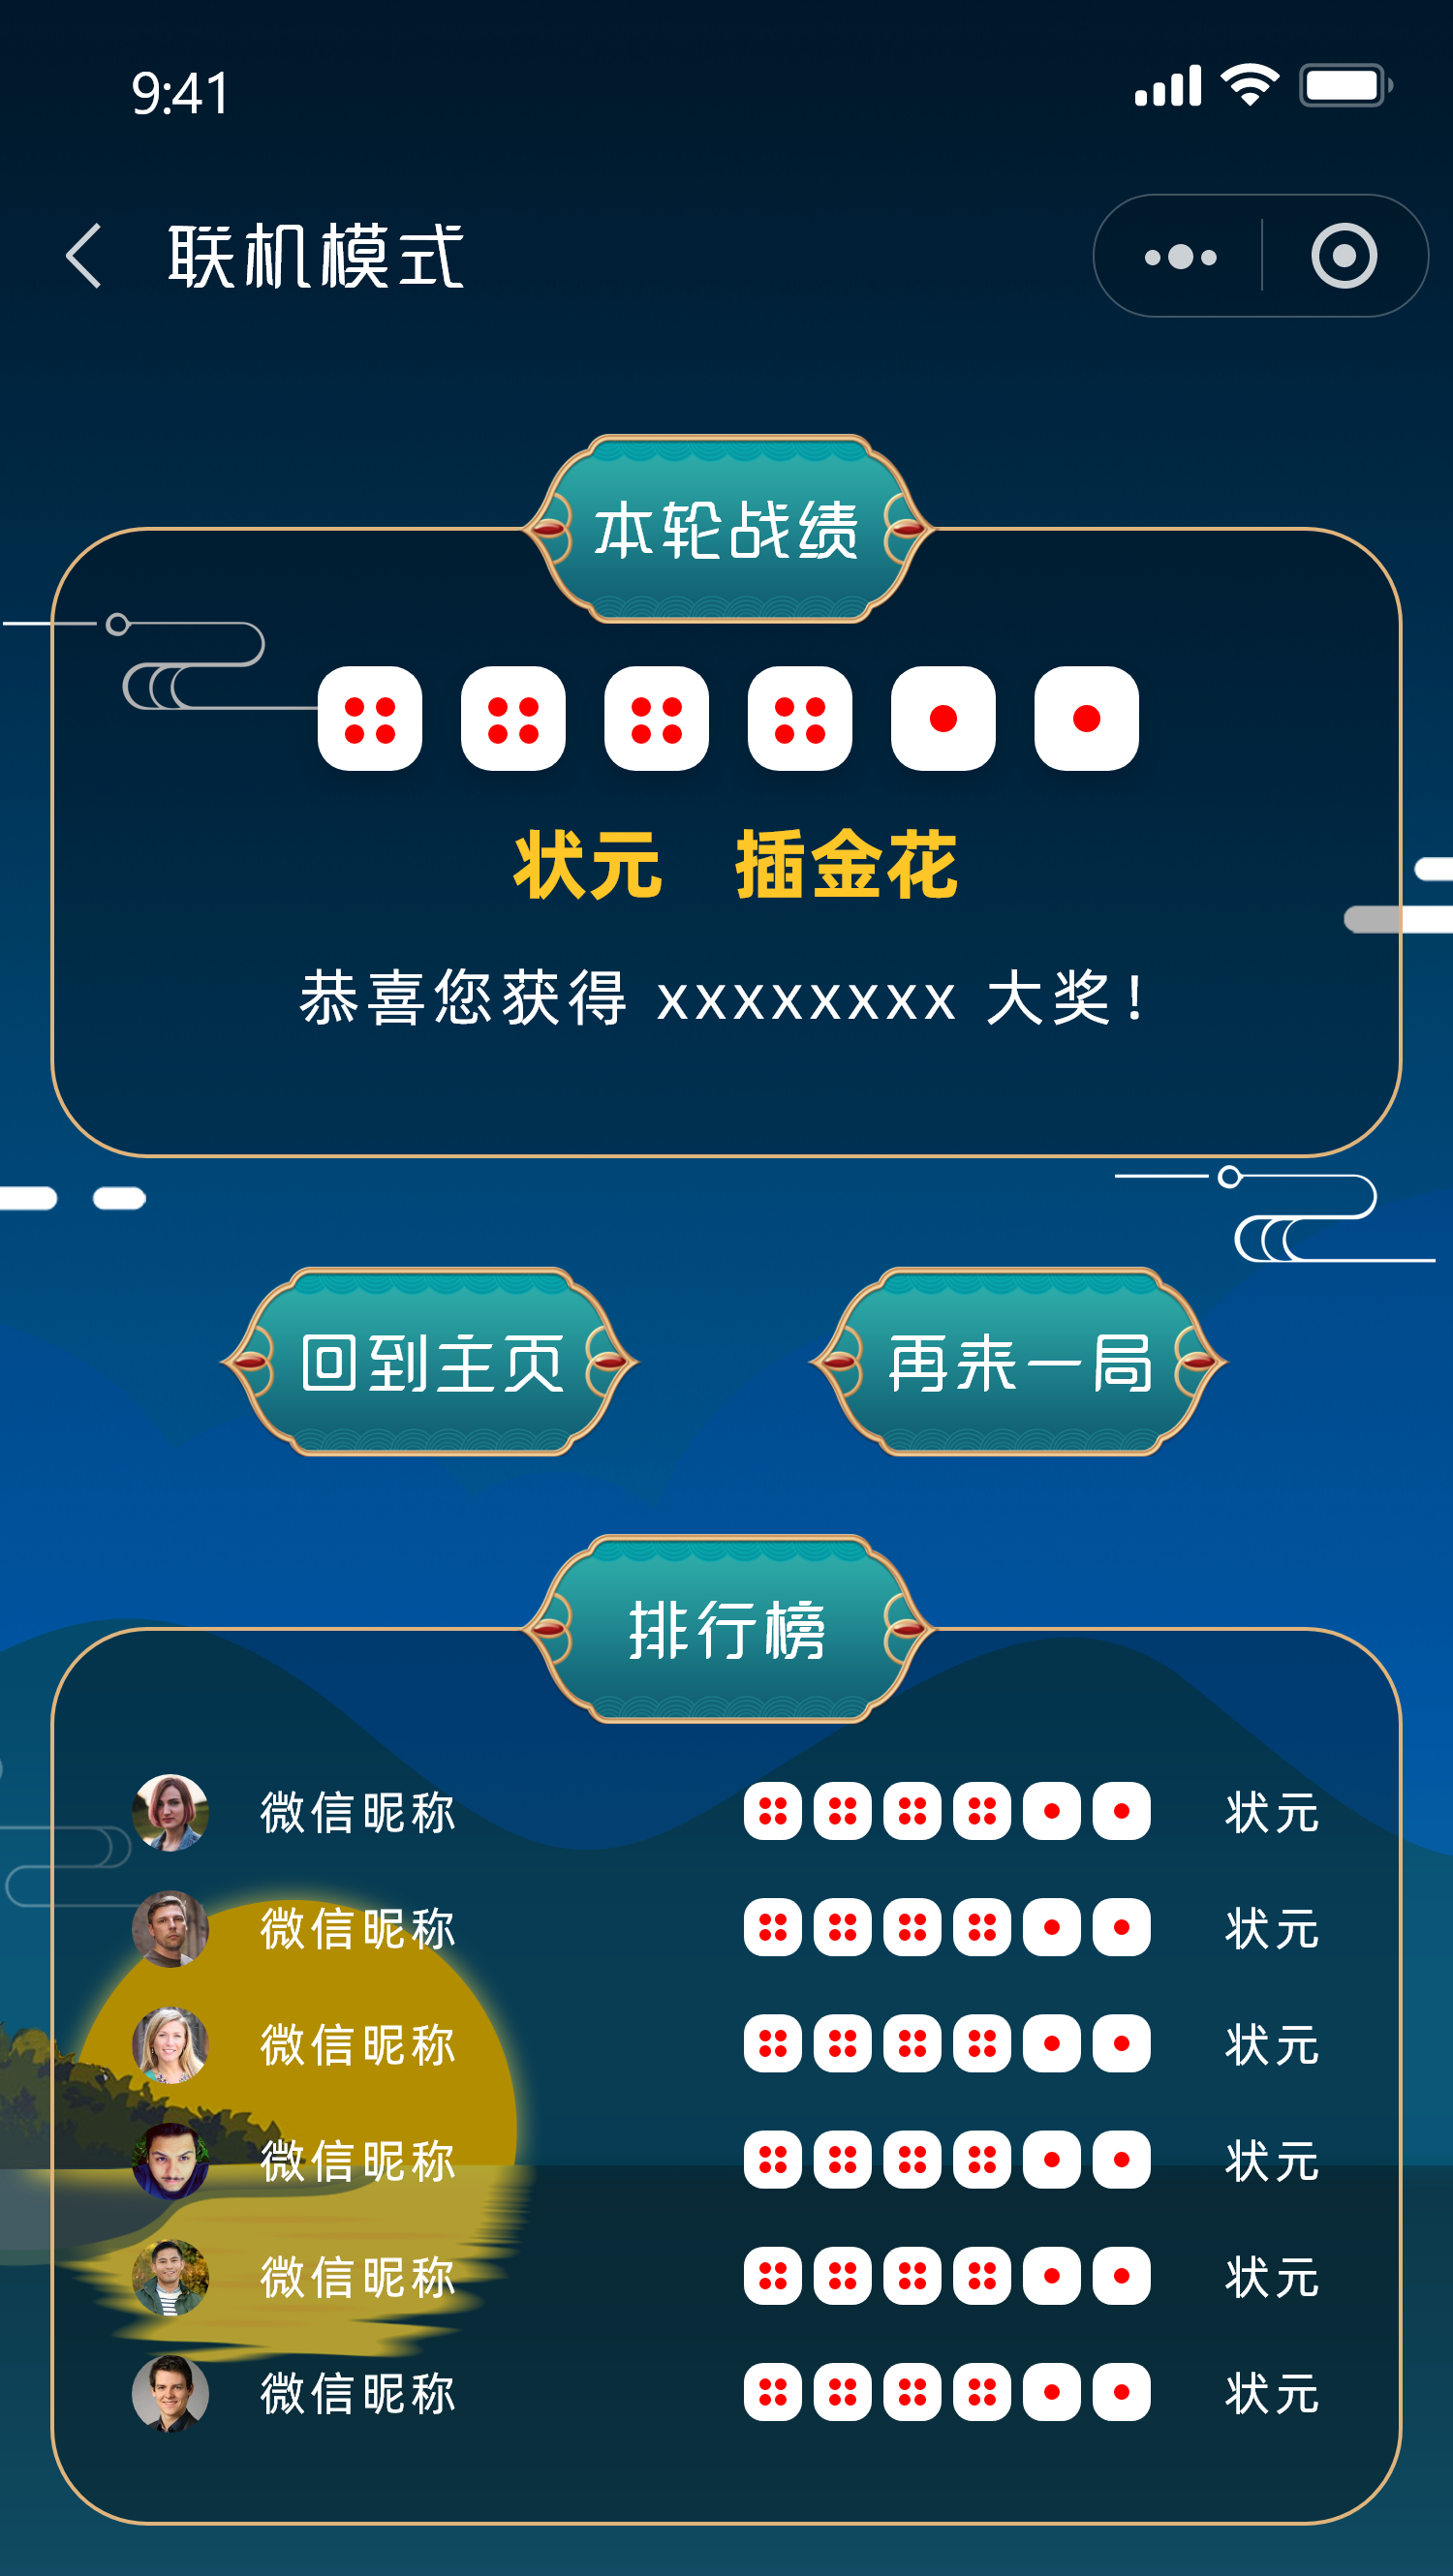 9:41
联机模式
本轮战绩
状元 插金花
恭喜您获得 xxxxxxxx 大奖！
回到主页 再来一局
排行榜
微信昵称 状元
微信昵称 状元
微信昵称 状元
微信昵称 状元
微信昵称 状元
微信昵称 状元